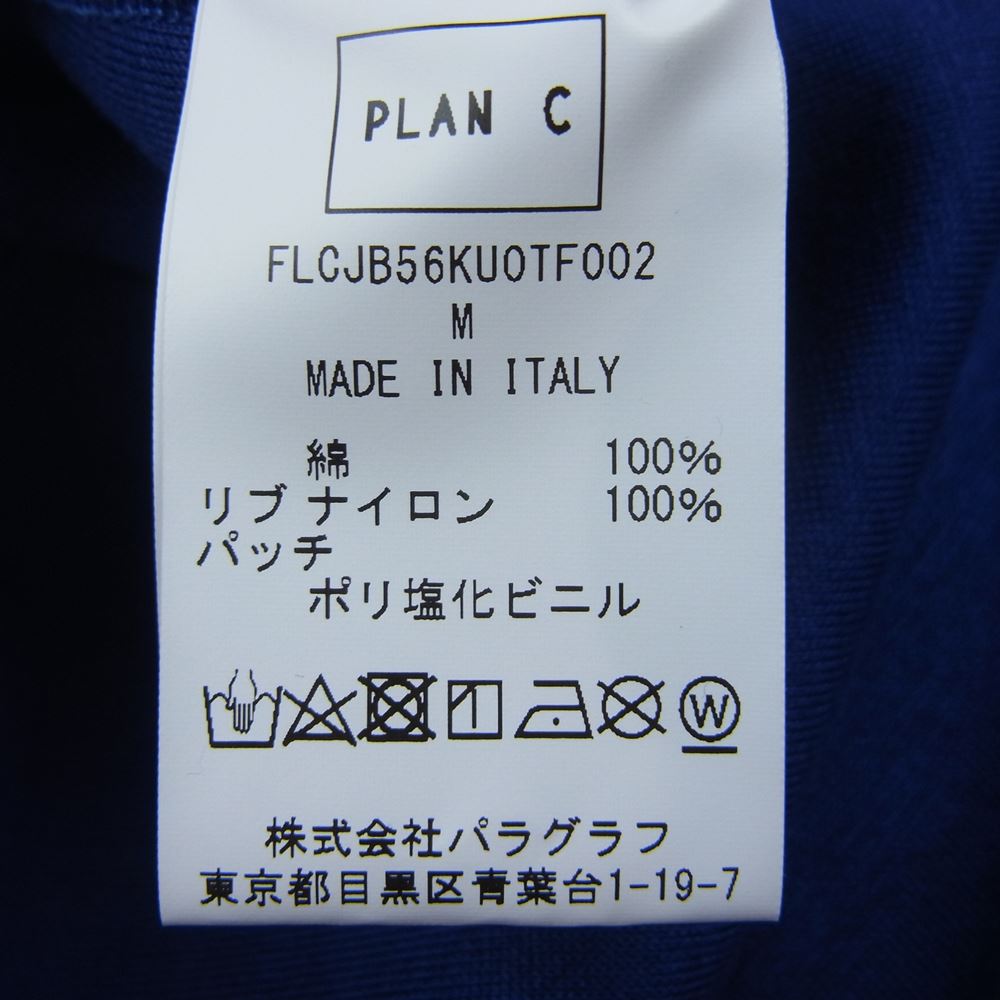 PLAN C
FLCJB56KU0TF002
M
MADE IN ITALY
綿 100%
リブ ナイロン 100%
パッチ
ポリ塩化ビニル
W
株式会社パラグラフ
東京都目黒区青葉台1-19-7